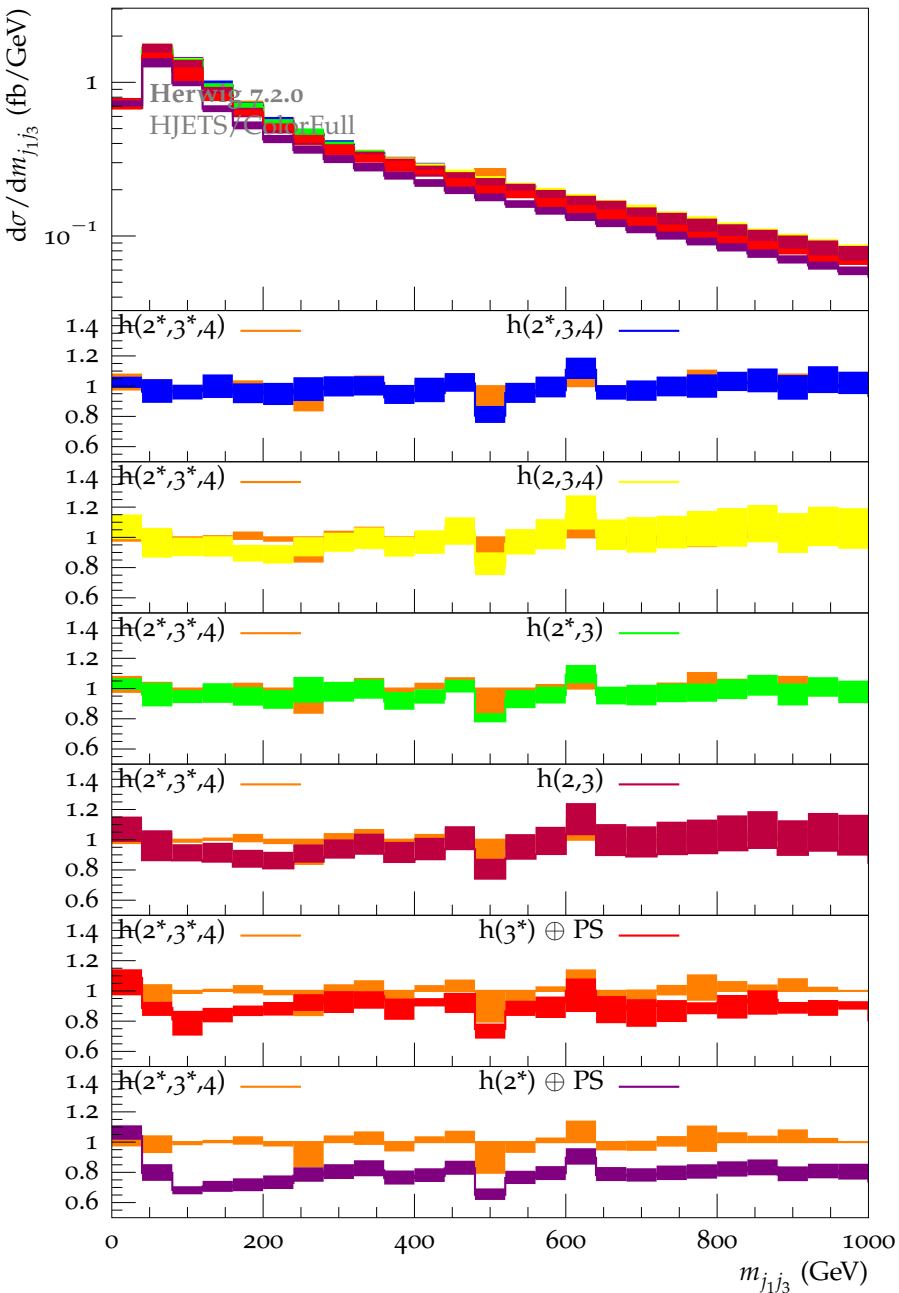 Herwig 7.2.0
HJETS/ColorFull
1
10⁻¹
dσ/dm_{j₁j₃} (fb/GeV)
h(2*,3*,4) h(2*,3,4)
1.4
1.2
1
0.8
0.6
h(2*,3*,4) h(2,3,4)
1.4
1.2
1
0.8
0.6
h(2*,3*,4) h(2*,3)
1.4
1.2
1
0.8
0.6
h(2*,3*,4) h(2,3)
1.4
1.2
1
0.8
0.6
h(2*,3*,4) h(3*) ⊕ PS
1.4
1.2
1
0.8
0.6
h(2*,3*,4) h(2*) ⊕ PS
1.4
1.2
1
0.8
0.6
0 200 400 600 800 1000
m_{j₁j₃} (GeV)